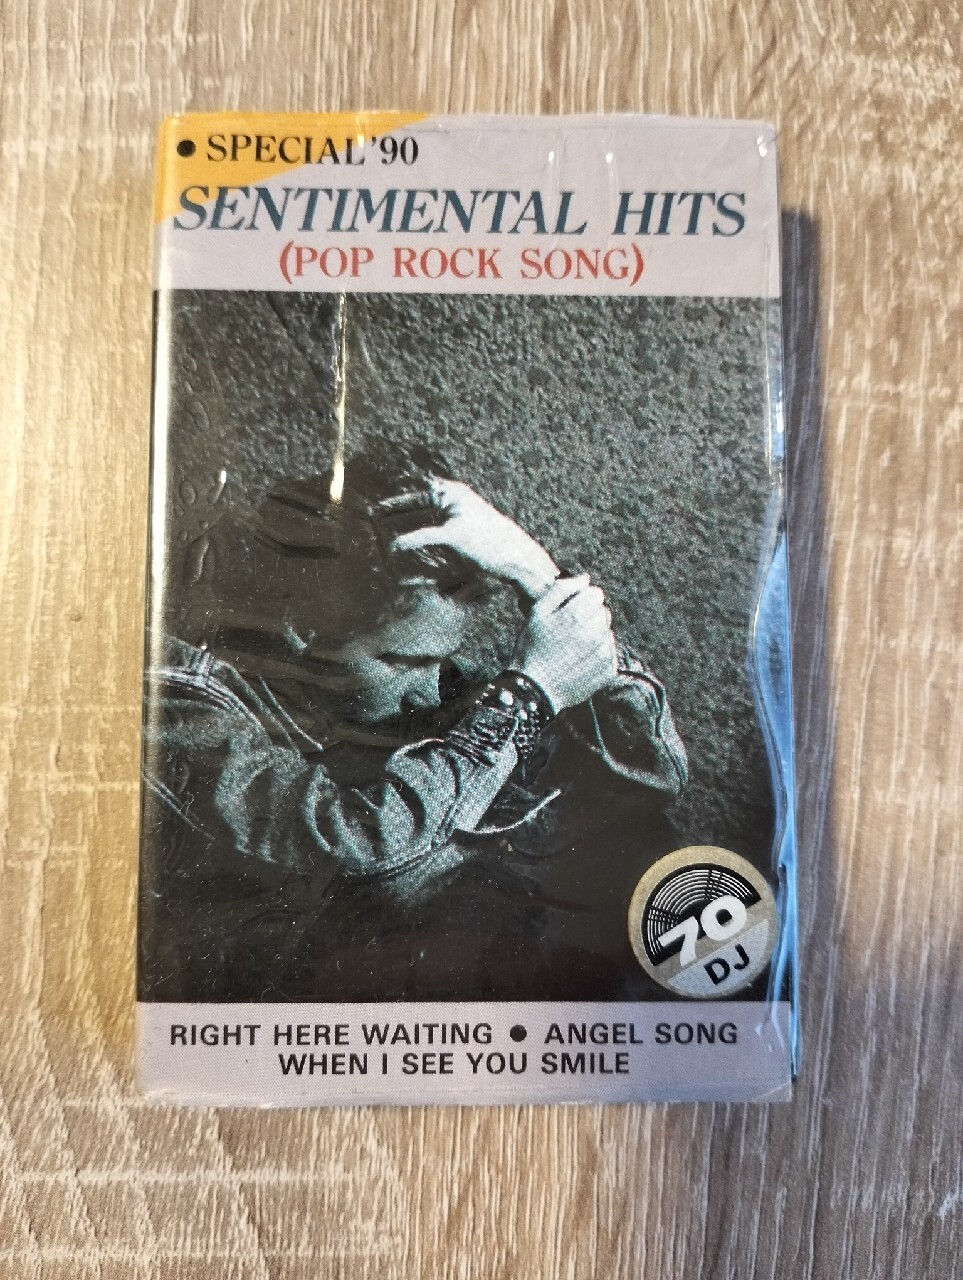 ● SPECIAL '90
SENTIMENTAL HITS
(POP ROCK SONG)
70
DJ
RIGHT HERE WAITING ● ANGEL SONG
WHEN I SEE YOU SMILE